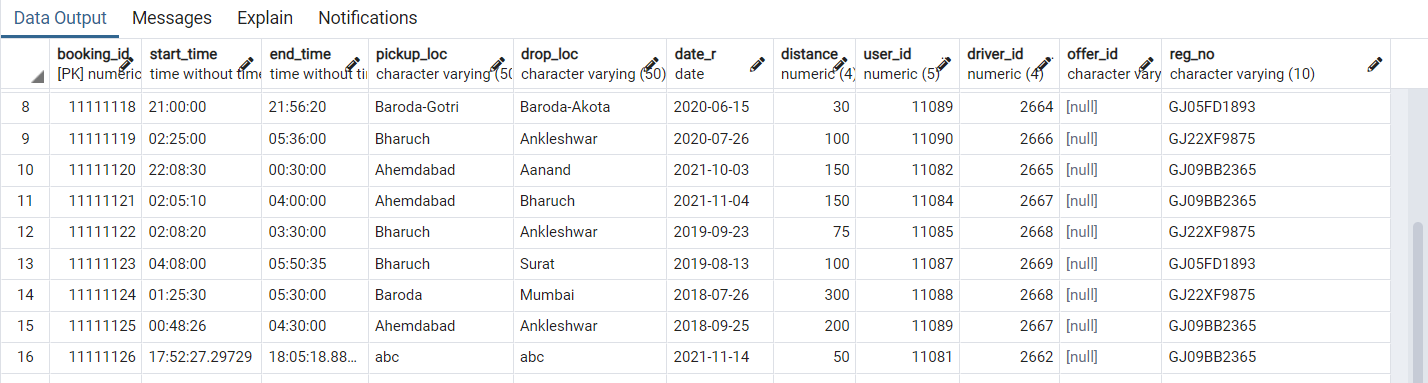 Data Output Messages Explain Notifications
booking_id start_time end_time pickup_loc drop_loc date_r distance user_id driver_id offer_id reg_no
[PK] numeric time without time time without ti character varying (50 character varying (50) date numeric (4) numeric (5) numeric (4) character vary character varying (10)
8 11111118 21:00:00 21:56:20 Baroda-Gotri Baroda-Akota 2020-06-15 30 11089 2664 [null] GJ05FD1893
9 11111119 02:25:00 05:36:00 Bharuch Ankleshwar 2020-07-26 100 11090 2666 [null] GJ22XF9875
10 11111120 22:08:30 00:30:00 Ahemdabad Aanand 2021-10-03 150 11082 2665 [null] GJ09BB2365
11 11111121 02:05:10 04:00:00 Ahemdabad Bharuch 2021-11-04 150 11084 2667 [null] GJ09BB2365
12 11111122 02:08:20 03:30:00 Bharuch Ankleshwar 2019-09-23 75 11085 2668 [null] GJ22XF9875
13 11111123 04:08:00 05:50:35 Bharuch Surat 2019-08-13 100 11087 2669 [null] GJ05FD1893
14 11111124 01:25:30 05:30:00 Baroda Mumbai 2018-07-26 300 11088 2668 [null] GJ22XF9875
15 11111125 00:48:26 04:30:00 Ahemdabad Ankleshwar 2018-09-25 200 11089 2667 [null] GJ09BB2365
16 11111126 17:52:27.29729 18:05:18.88... abc abc 2021-11-14 50 11081 2662 [null] GJ09BB2365